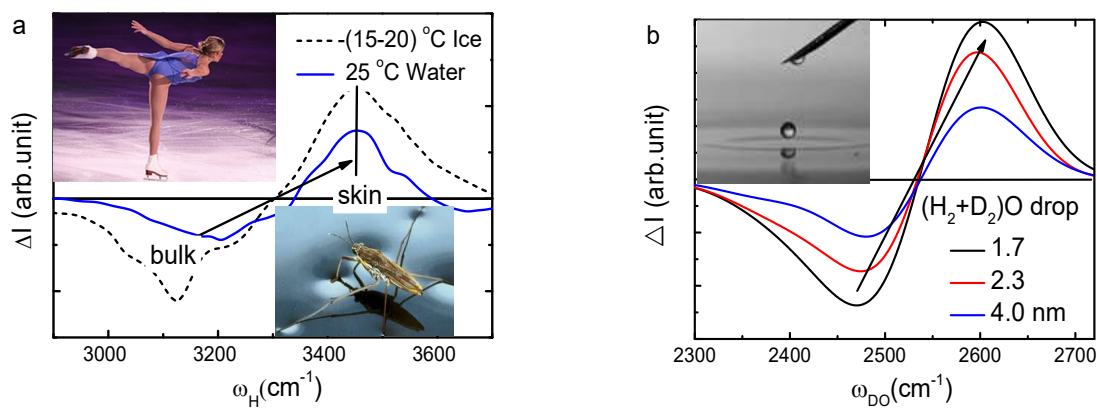 a
(15-20) °C Ice
25 °C Water
ΔI (arb.unit)
skin
bulk
3000 3200 3400 3600
ω_H(cm⁻¹)
b
ΔI (arb.unit)
(H₂+D₂)O drop
1.7
2.3
4.0 nm
2300 2400 2500 2600 2700
ω_DO(cm⁻¹)